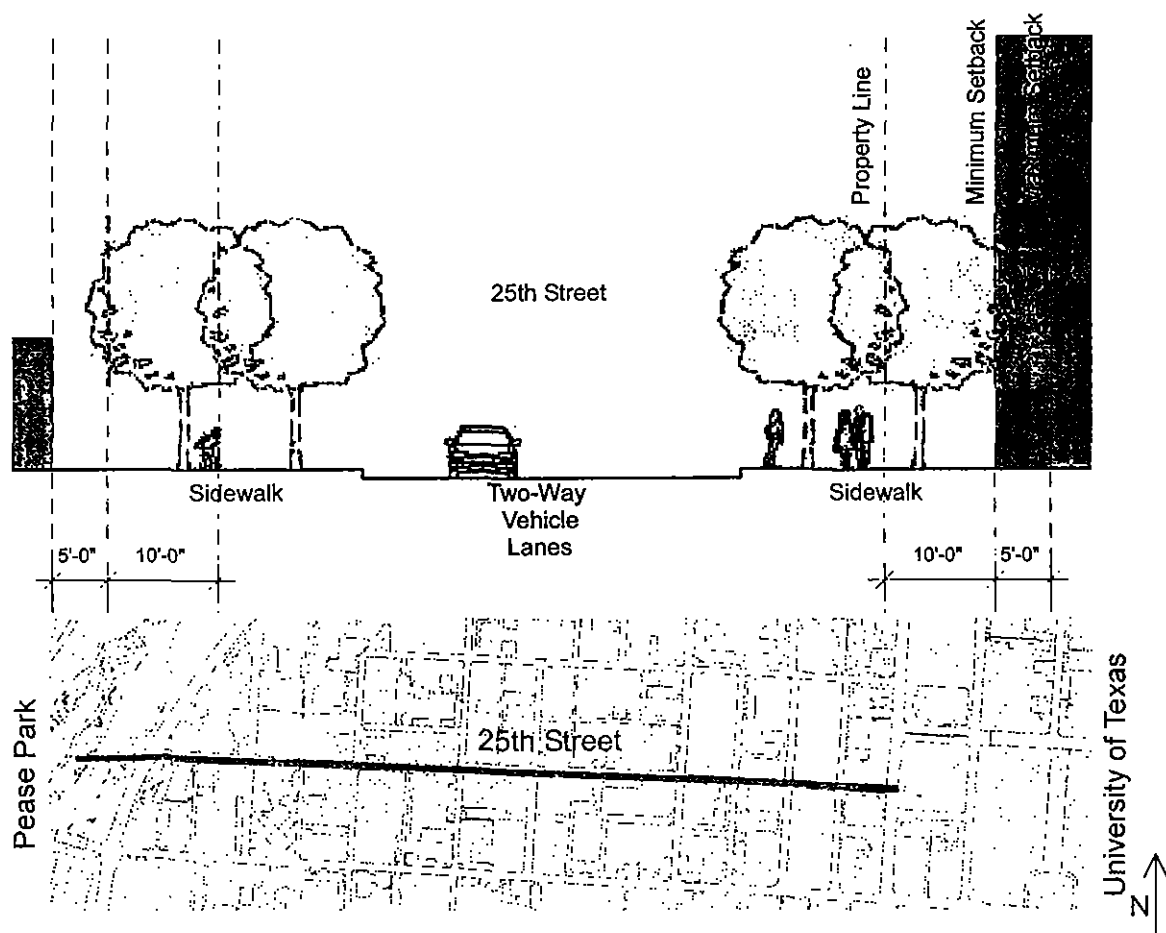 Property Line
Minimum Setback
Maximum Setback
25th Street
Sidewalk
Two-Way
Vehicle
Lanes
Sidewalk
5'-0"
10'-0"
10'-0"
5'-0"
Pease Park
25th Street
University of Texas
N